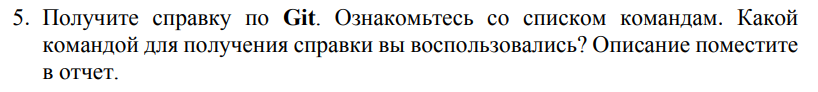 5. Получите справку по Git. Ознакомьтесь со списком командам. Какой
командой для получения справки вы воспользовались? Описание поместите
в отчет.